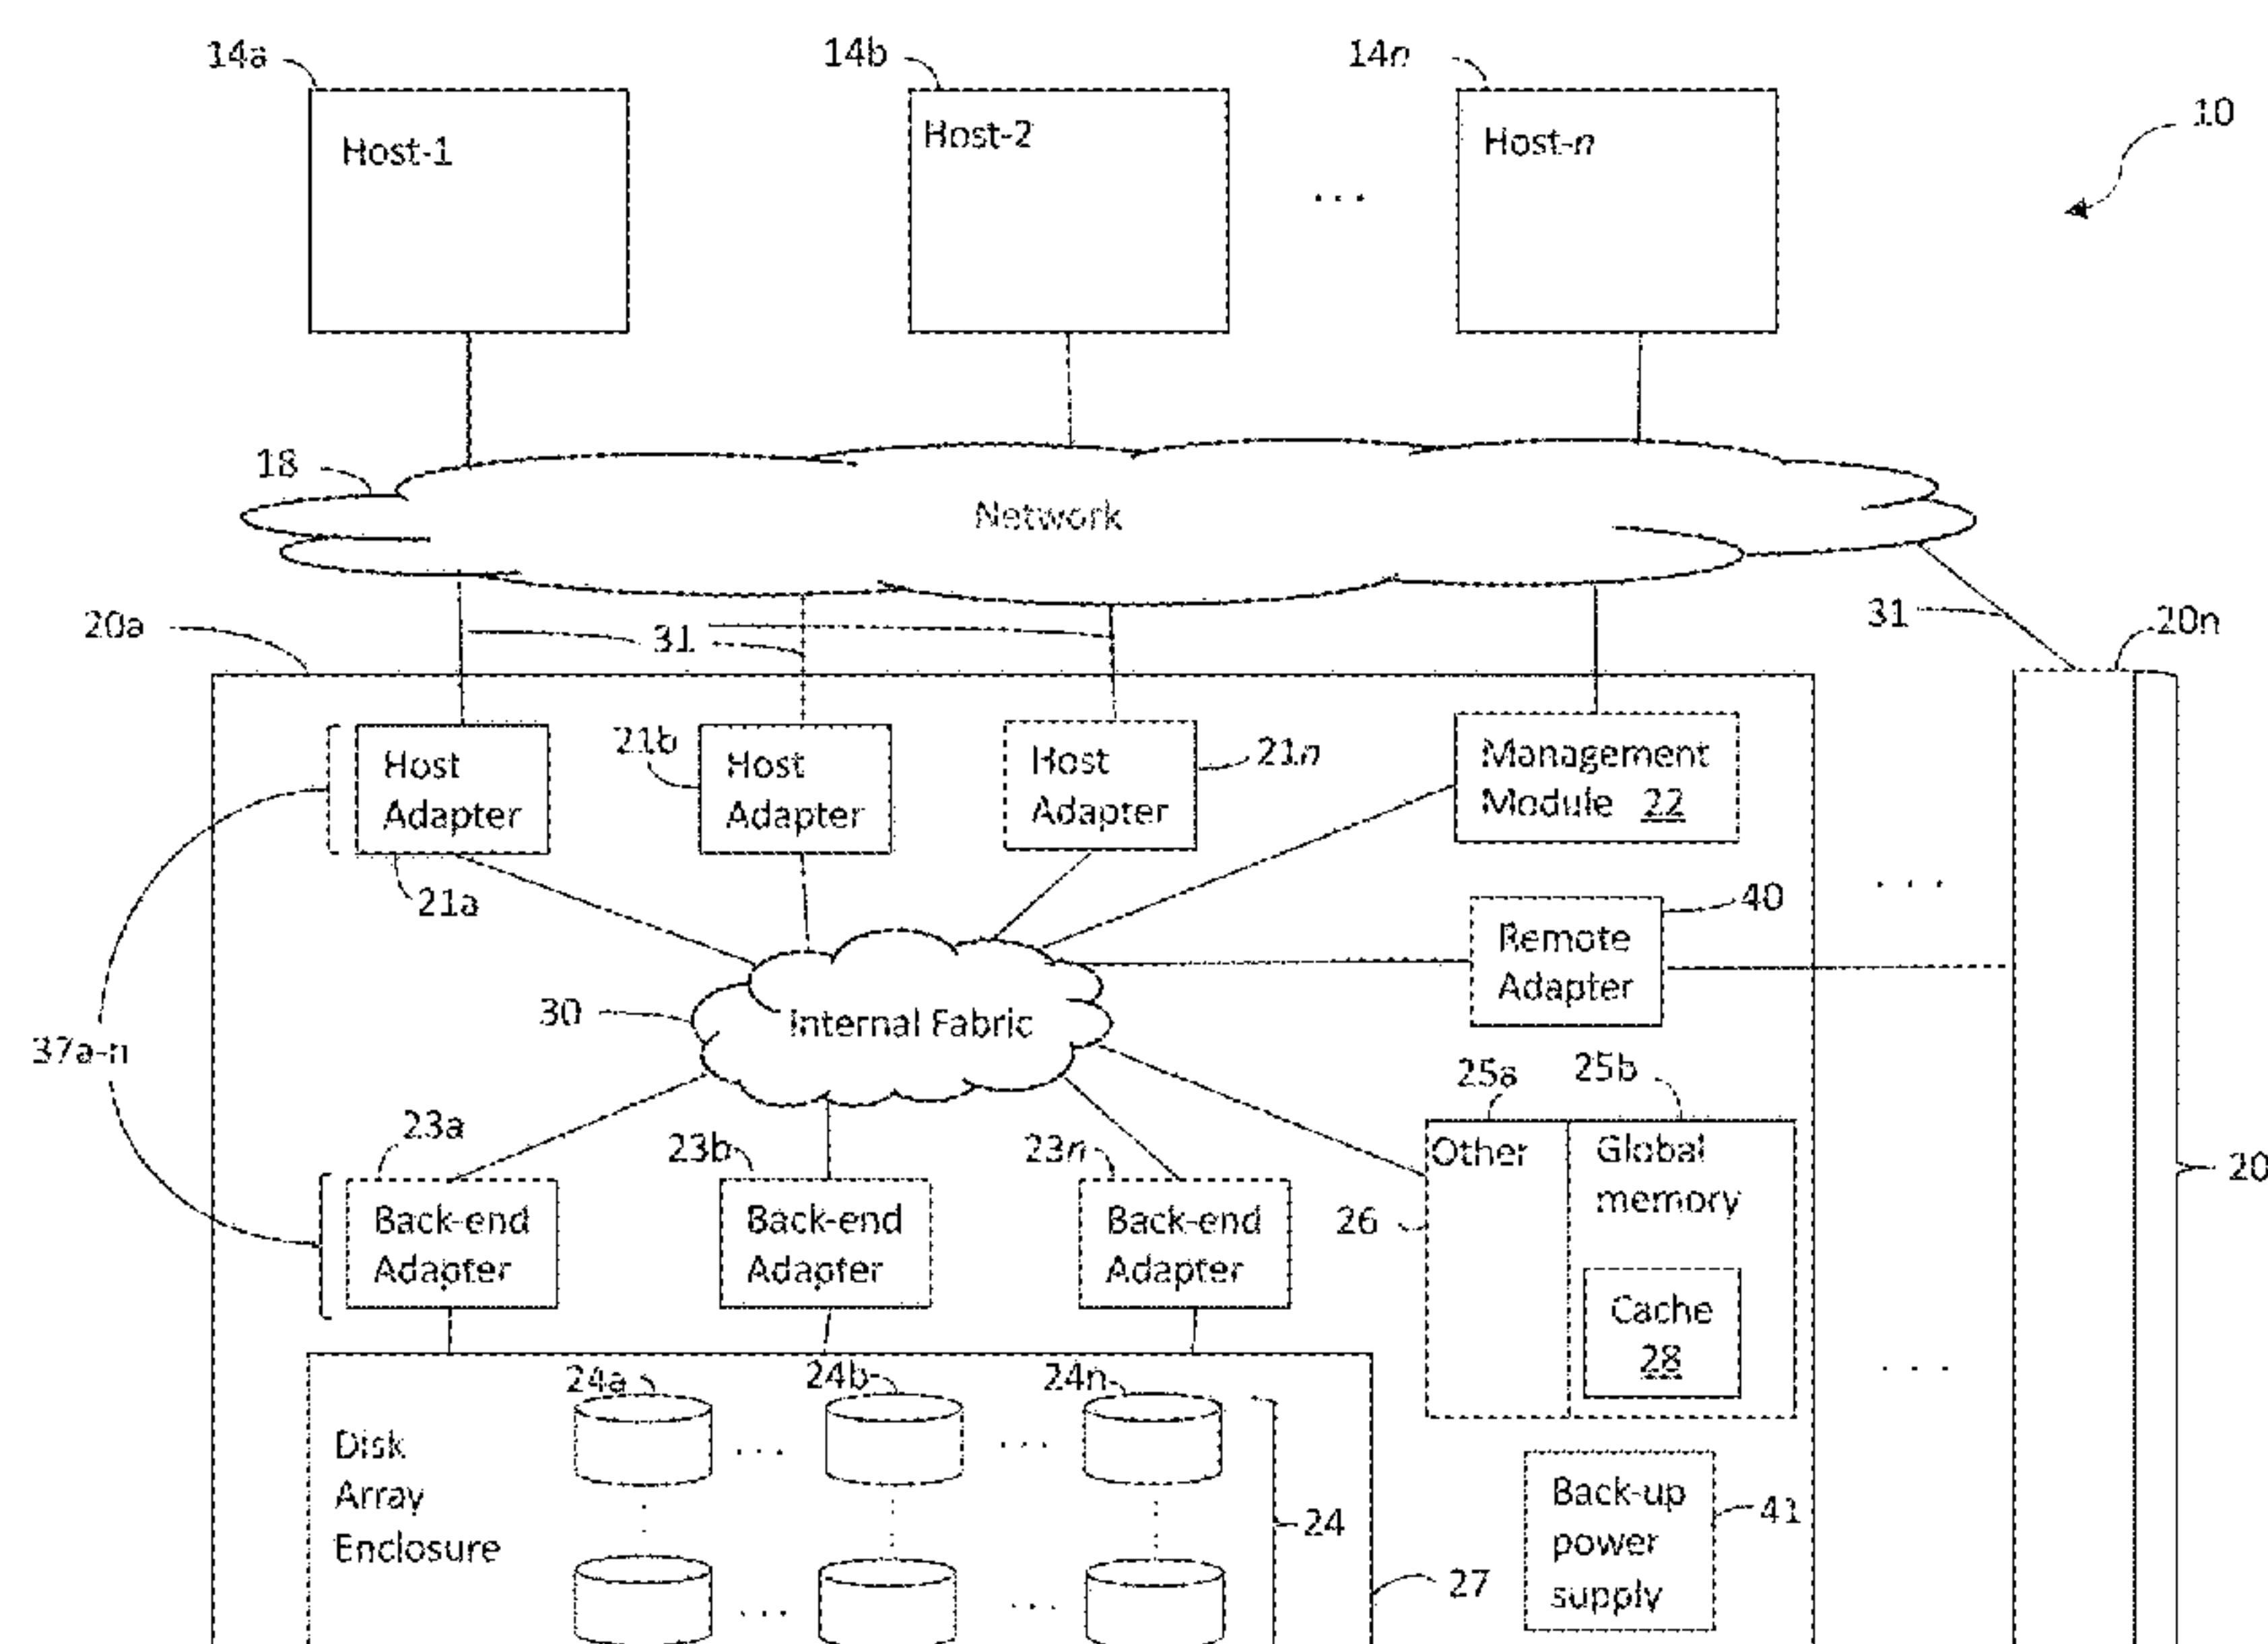 14a
14b
14n
10
Host-1
Host-2
Host-n
...
18
Network
20a
31
31
20n
Host
Adapter
21b
Host
Adapter
Host
Adapter
21n
Management
Module 22
21a
...
40
Remote
Adapter
30
Internal Fabric
37a-n
25a
25b
23a
23b
23n
Other
Global
memory
20
Back-end
Adapter
Back-end
Adapter
Back-end
Adapter
26
Cache
28
24a
24b
24n
...
Disk
Array
Enclosure
...
...
24
Back-up
power
supply
41
27
...
...